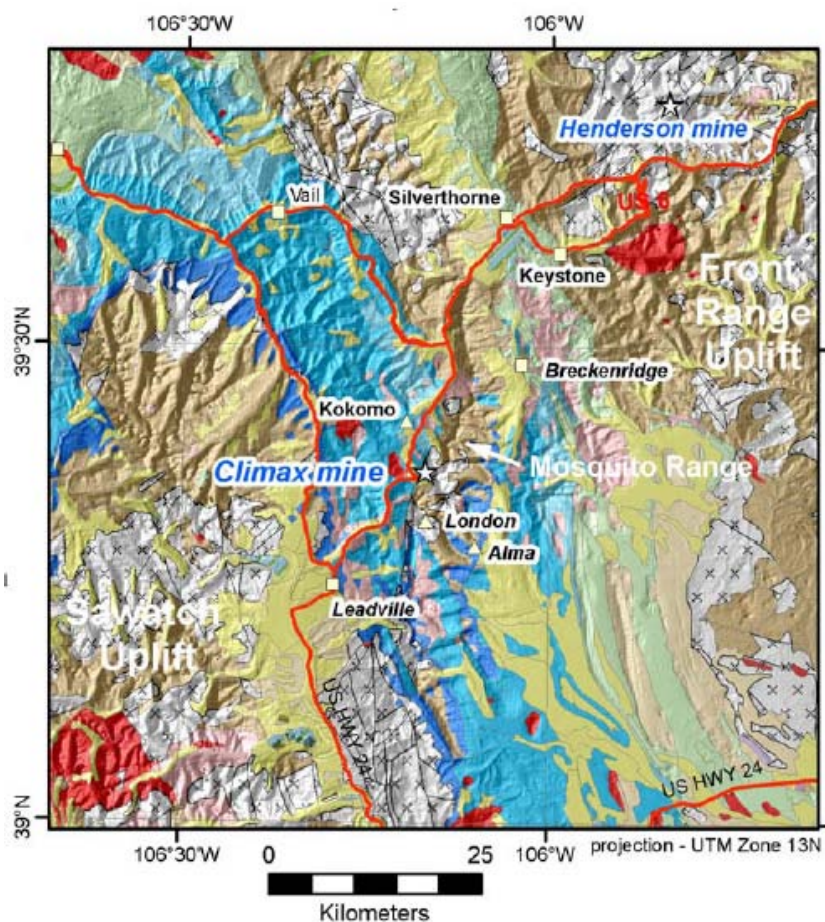 106°30'W
106°W
Henderson mine
Vail
Silverthorne
US 6
Keystone
Front
Range
Uplift
39°30'N
Breckenridge
Kokomo
Climax mine
Mosquito Range
London
Alma
Leadville
Sawatch
Uplift
US HWY 24
US HWY 24
39°N
106°30'W
106°W
projection - UTM Zone 13N
0
25
Kilometers